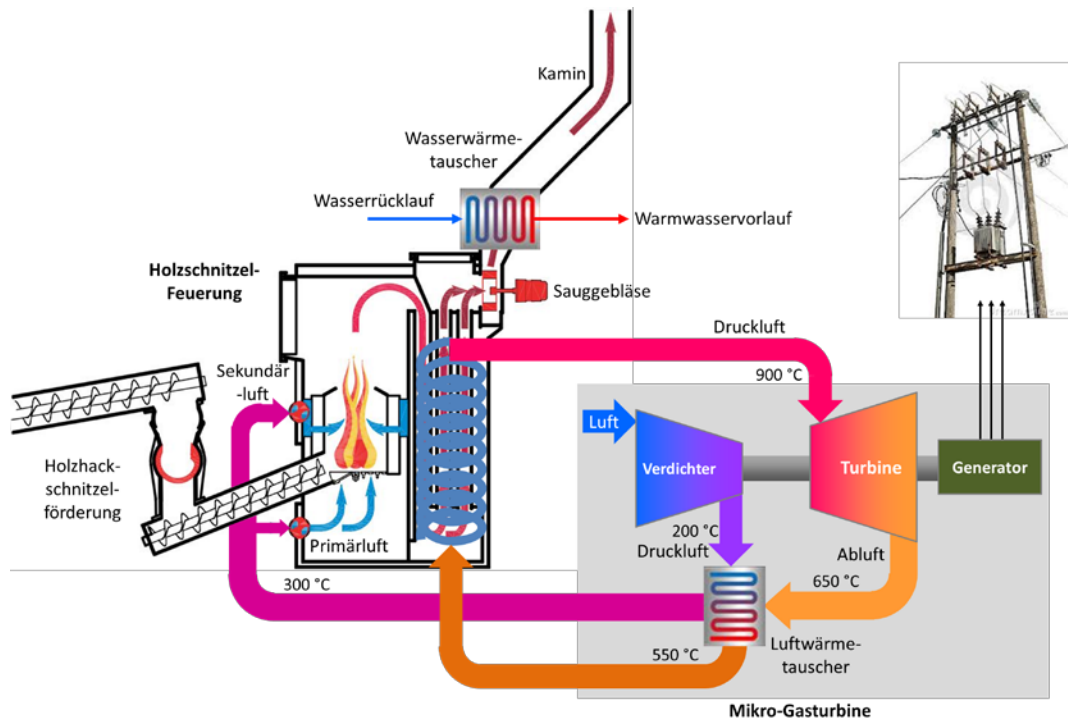 Kamin
Wasserwärme-
tauscher
Wasserrücklauf
Warmwasservorlauf
Holzschnitzel-
Feuerung
Sauggebläse
Druckluft
900 °C
Sekundär
-luft
Luft
Verdichter
Turbine
Generator
Holzhack-
schnitzel-
förderung
Primärluft
200 °C
Druckluft
Abluft
300 °C
650 °C
550 °C
Luftwärme-
tauscher
Mikro-Gasturbine